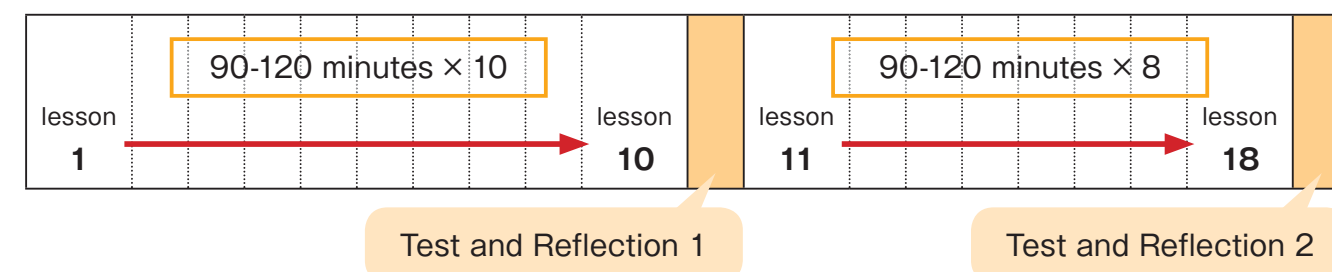 90-120 minutes × 10
lesson
1
lesson
10
90-120 minutes × 8
lesson
11
lesson
18
Test and Reflection 1
Test and Reflection 2